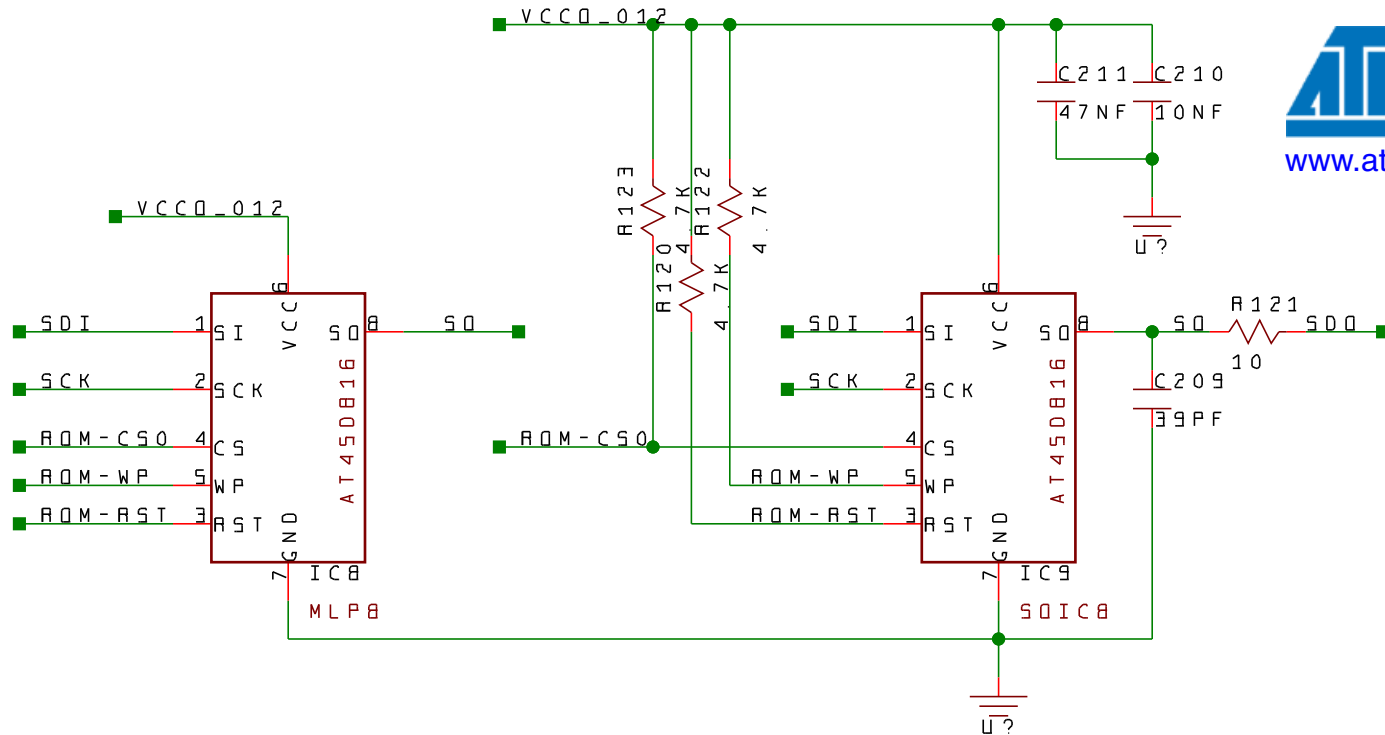 VCCO_012
C211
C210
47NF
10NF
www.at
R123
4.7K
R122
4.7K
VCCO_012
U?
R120
4.7K
6
VCC
SDI
1
SI
SO
8
SO
SCK
2
SCK
ROM-CS0
4
CS
ROM-WP
5
WP
ROM-RST
3
RST
AT45DB16
GND
7
IC8
MLP8
6
VCC
SDI
1
SI
SO
8
SO
R121
10
SDO
SCK
2
SCK
C209
39PF
ROM-CS0
4
CS
ROM-WP
5
WP
ROM-RST
3
RST
AT45DB16
GND
7
IC9
SOIC8
U?